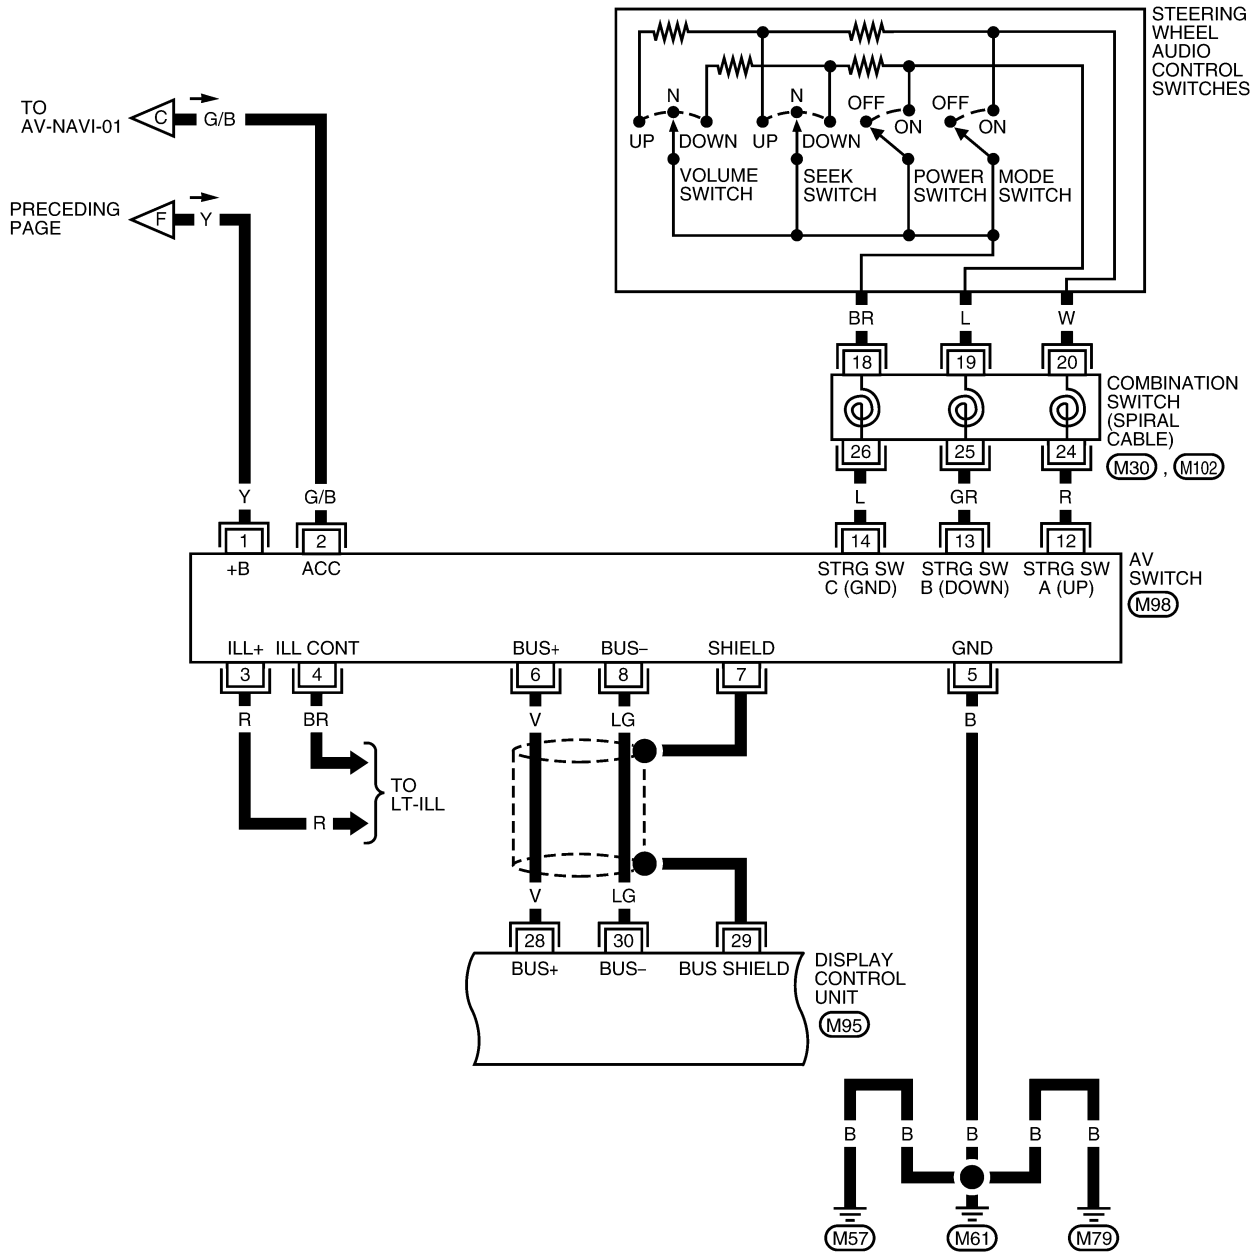 STEERING
WHEEL
AUDIO
CONTROL
SWITCHES
TO
AV-NAVI-01
C
G/B
N
N
OFF
OFF
UP
DOWN
UP
DOWN
ON
ON
VOLUME
SWITCH
SEEK
SWITCH
POWER
SWITCH
MODE
SWITCH
PRECEDING
PAGE
F
Y
BR
L
W
18
19
20
COMBINATION
SWITCH
(SPIRAL
CABLE)
M30 , M102
26
25
24
Y
G/B
L
GR
R
1
2
14
13
12
+B
ACC
STRG SW
C (GND)
STRG SW
B (DOWN)
STRG SW
A (UP)
AV
SWITCH
M98
ILL+
ILL CONT
BUS+
BUS–
SHIELD
GND
3
4
6
8
7
5
R
BR
V
LG
B
TO
LT-ILL
R
V
LG
28
30
29
BUS+
BUS–
BUS SHIELD
DISPLAY
CONTROL
UNIT
M95
B
B
B
B
B
M57
M61
M79